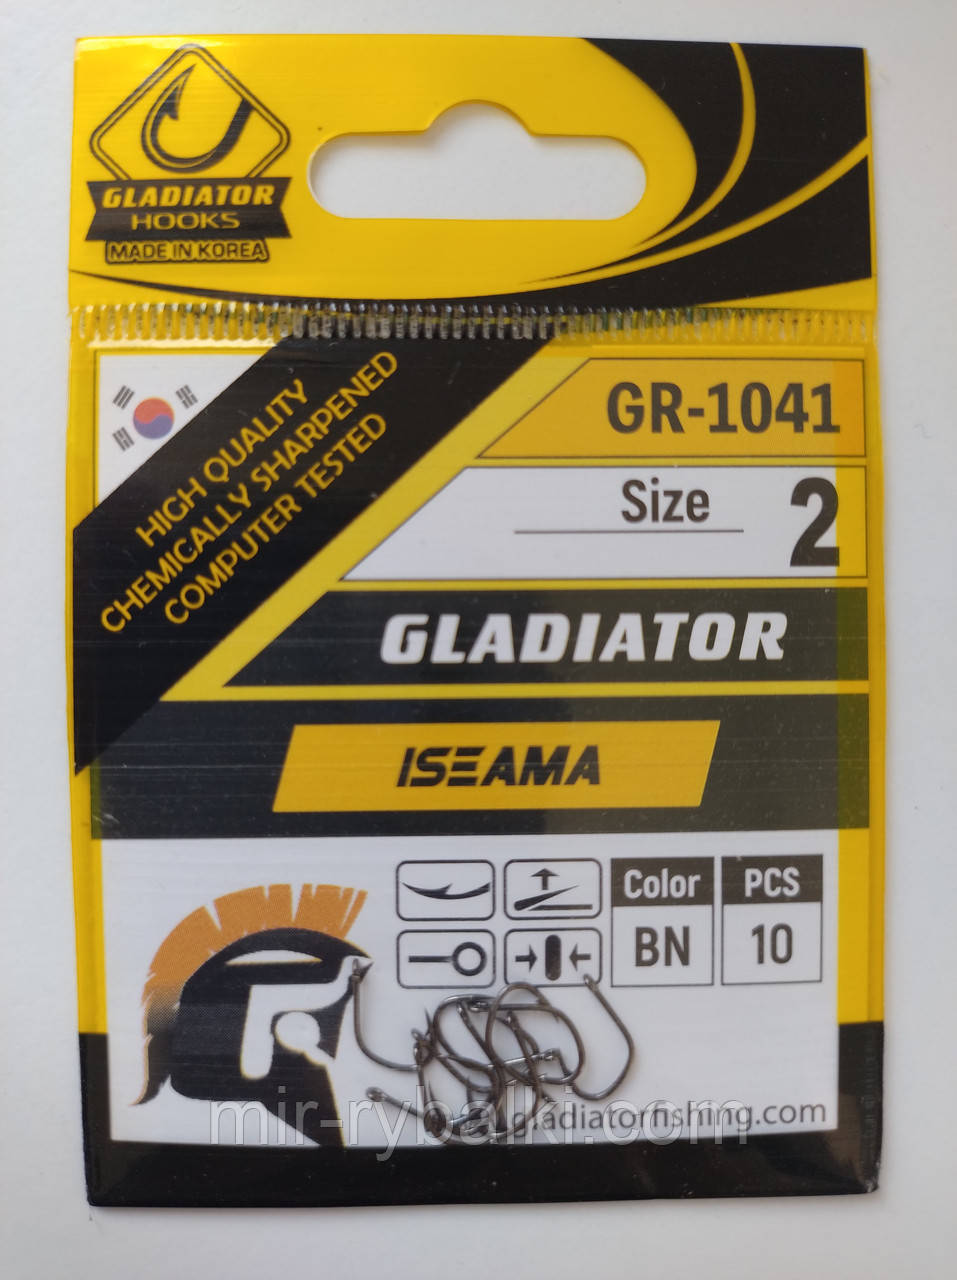 GLADIATOR
HOOKS
MADE IN KOREA
HIGH QUALITY
CHEMICALLY SHARPENED
COMPUTER TESTED
GR-1041
Size 2
GLADIATOR
ISEAMA
Color PCS
BN 10
gladiatorfishing.com
mir-rybalki.com